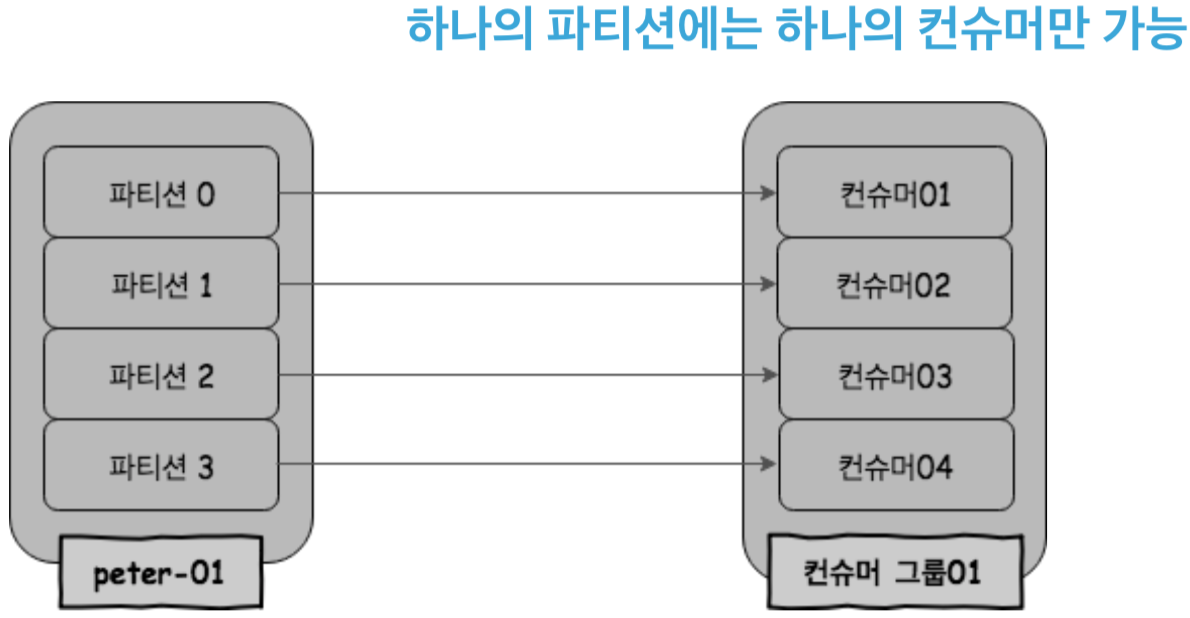 하나의 파티션에는 하나의 컨슈머만 가능
파티션 0
컨슈머01
파티션 1
컨슈머02
파티션 2
컨슈머03
파티션 3
컨슈머04
peter-01
컨슈머 그룹01